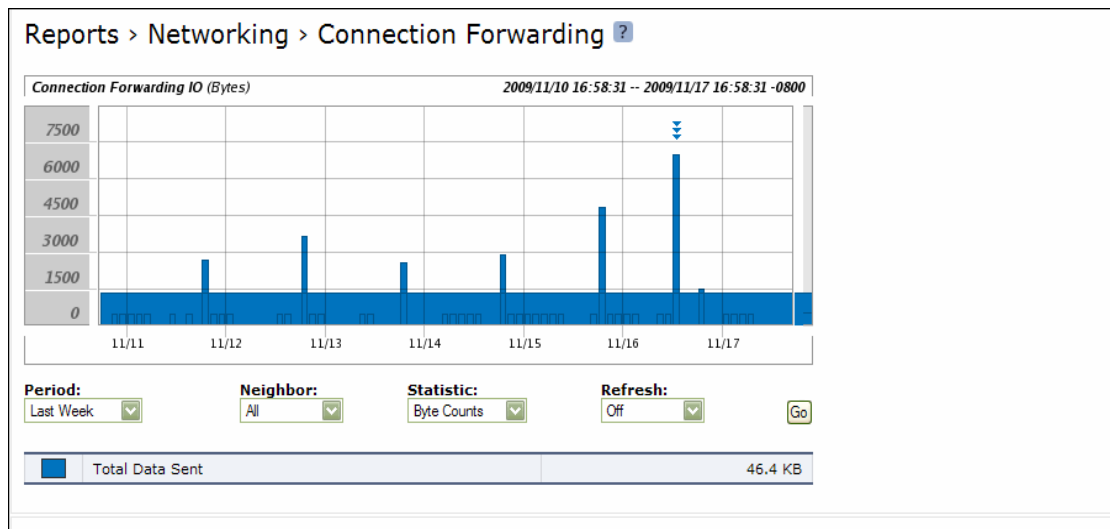 Reports › Networking › Connection Forwarding ?
Connection Forwarding IO (Bytes) 2009/11/10 16:58:31 -- 2009/11/17 16:58:31 -0800
7500
6000
4500
3000
1500
0
11/11 11/12 11/13 11/14 11/15 11/16 11/17
Period: Neighbor: Statistic: Refresh:
Last Week All Byte Counts Off Go
Total Data Sent 46.4 KB